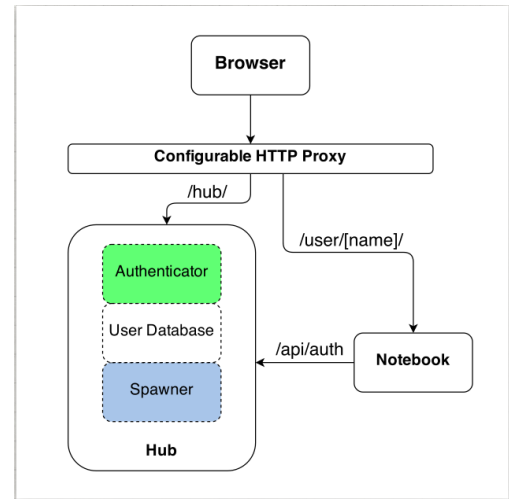 Browser
Configurable HTTP Proxy
/hub/
/user/[name]/
Authenticator
User Database
/api/auth
Notebook
Spawner
Hub